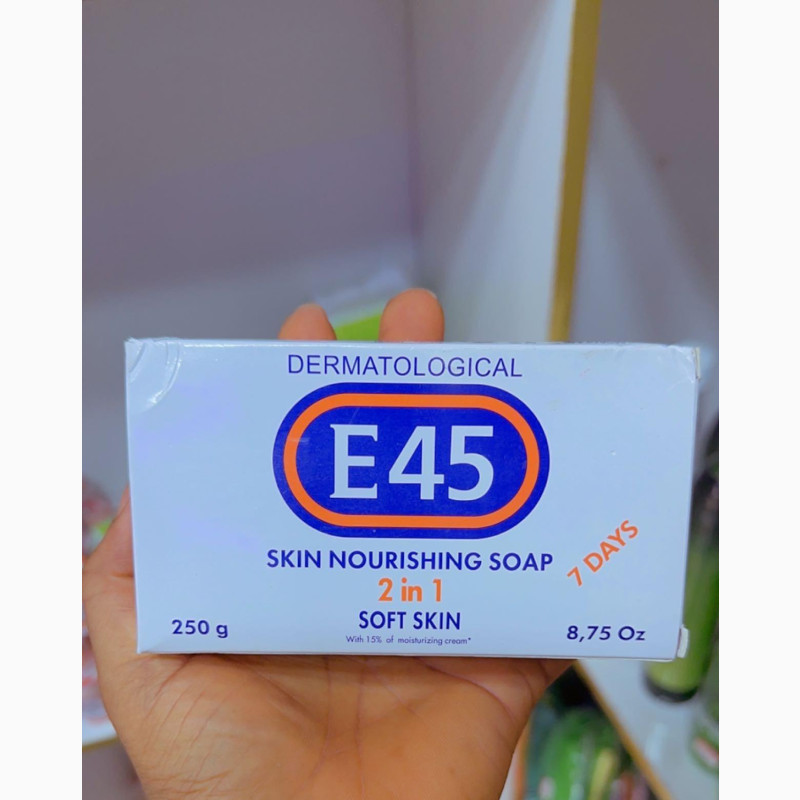 DERMATOLOGICAL
E45
SKIN NOURISHING SOAP
7 DAYS
2 in 1
SOFT SKIN
250 g
With 15% of moisturizing cream*
8,75 Oz